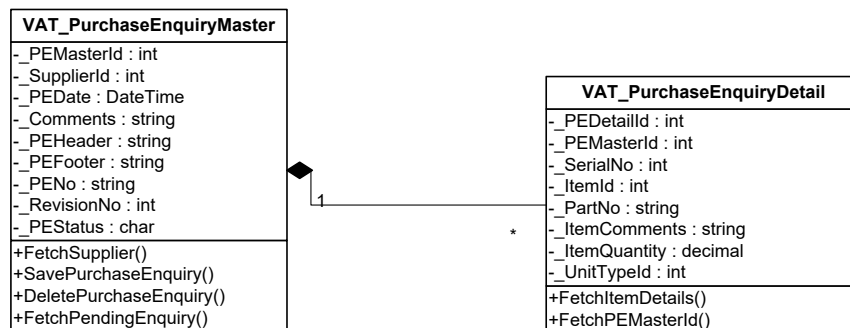 VAT_PurchaseEnquiryMaster
-_PEMasterId : int
-_SupplierId : int
-_PEDate : DateTime
-_Comments : string
-_PEHeader : string
-_PEFooter : string
-_PENo : string
-_RevisionNo : int
-_PEStatus : char
+FetchSupplier()
+SavePurchaseEnquiry()
+DeletePurchaseEnquiry()
+FetchPendingEnquiry()
1
*
VAT_PurchaseEnquiryDetail
-_PEDetailId : int
-_PEMasterId : int
-_SerialNo : int
-_ItemId : int
-_PartNo : string
-_ItemComments : string
-_ItemQuantity : decimal
-_UnitTypeId : int
+FetchItemDetails()
+FetchPEMasterId()